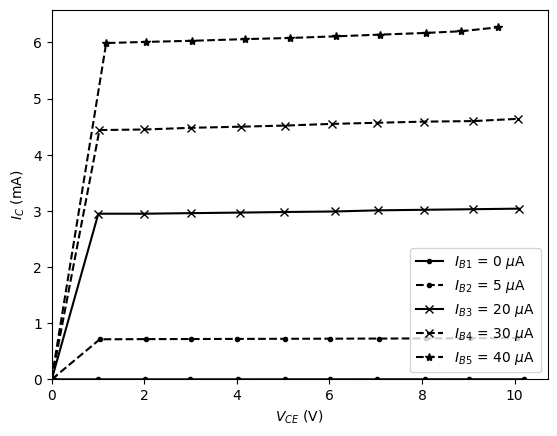 6
5
4
3
2
1
0
I_C (mA)
0 2 4 6 8 10
V_CE (V)
I_B1 = 0 μA
I_B2 = 5 μA
I_B3 = 20 μA
I_B4 = 30 μA
I_B5 = 40 μA